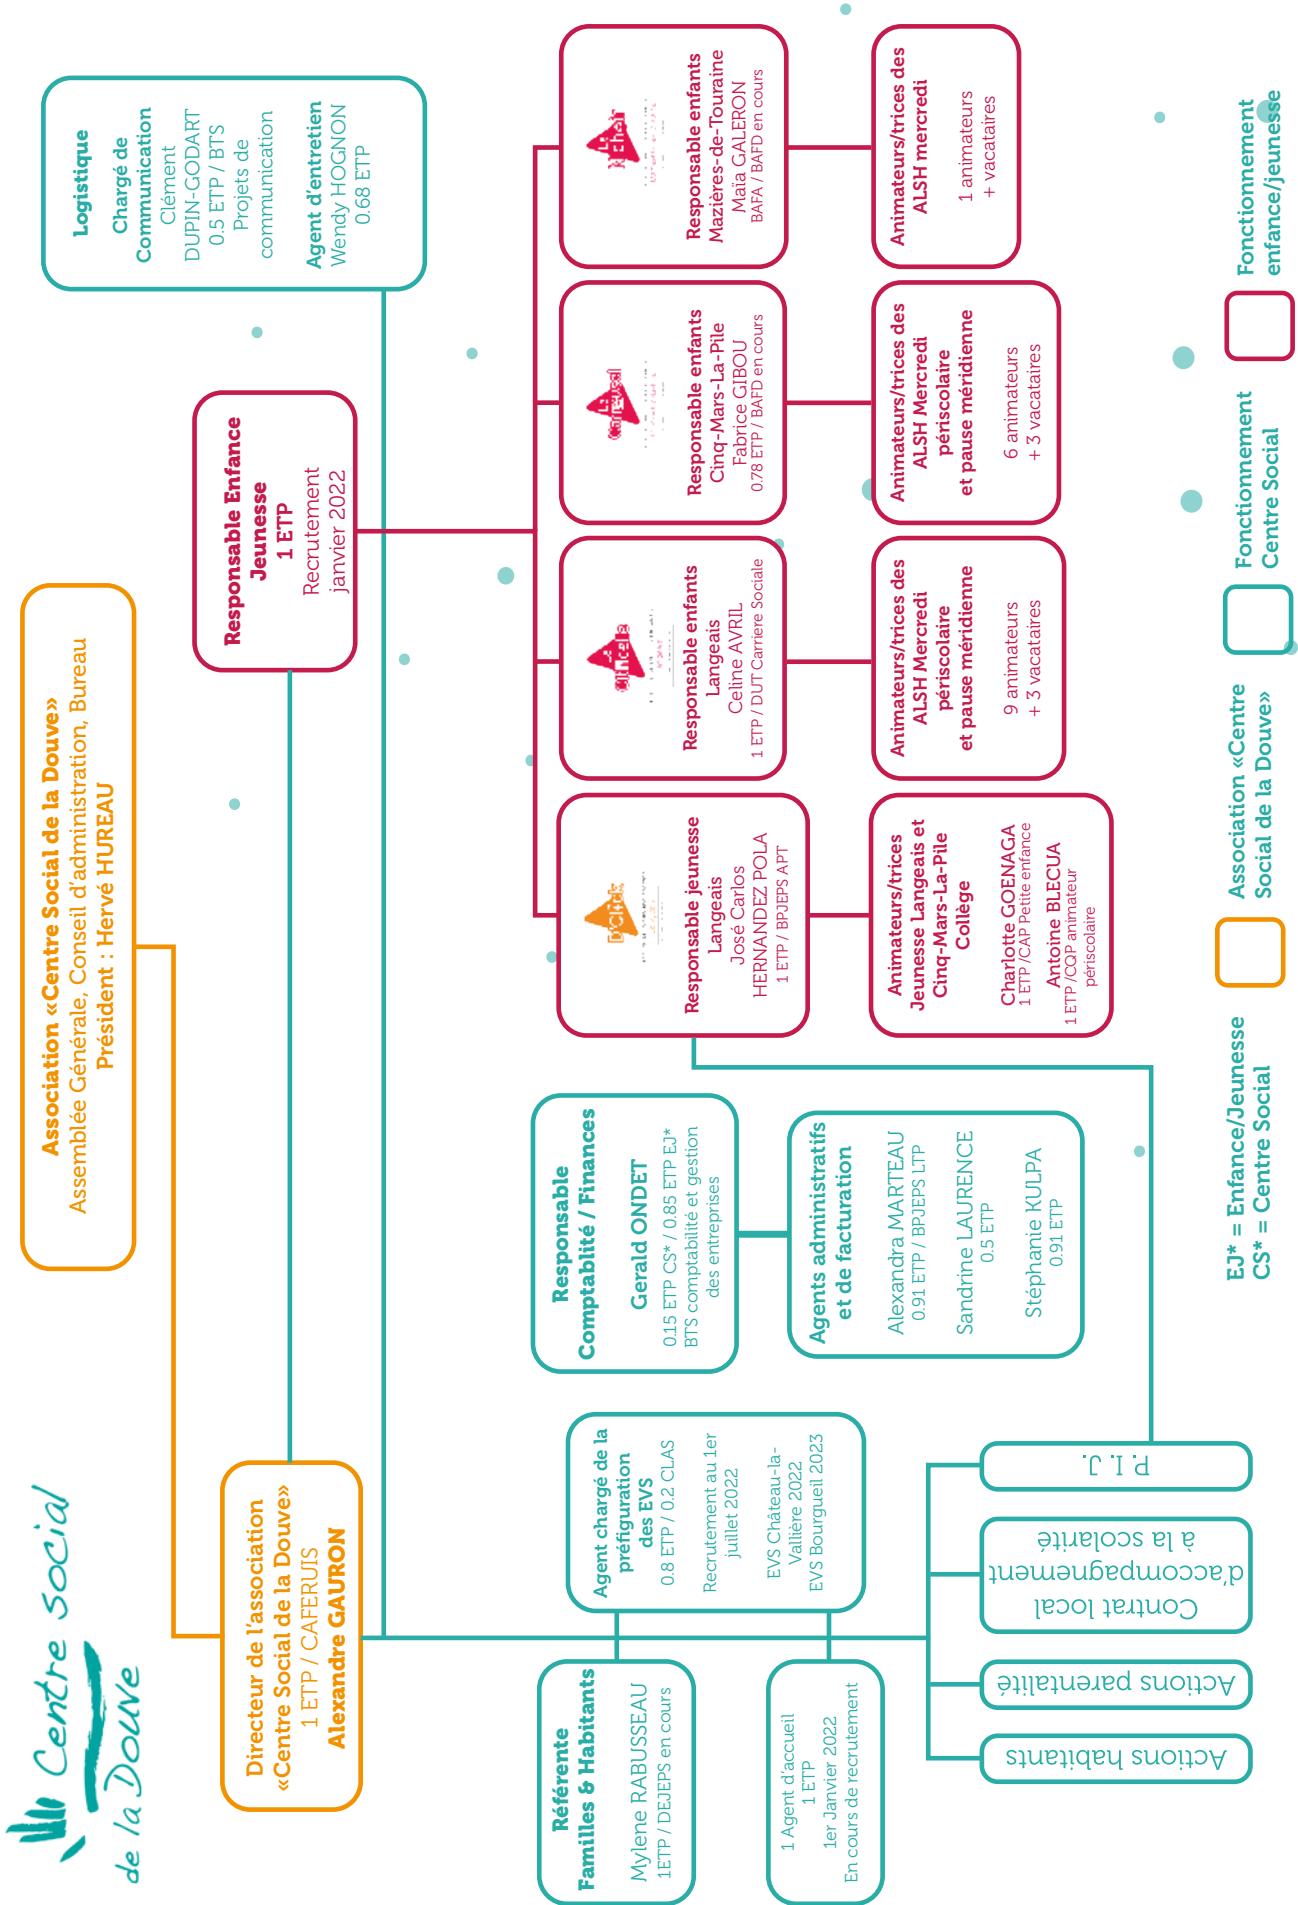 Centre social
de la Douve
Association «Centre Social de la Douve»
Assemblée Générale, Conseil d'administration, Bureau
Président : Hervé HUREAU
Directeur de l'association
«Centre Social de la Douve»
1 ETP / CAFERUIS
Alexandre GAURON
Responsable Enfance
Jeunesse
1 ETP
Recrutement
janvier 2022
Logistique
Chargé de
Communication
Clément
DUPIN-GODART
0.5 ETP / BTS
Projets de
communication
Agent d'entretien
Wendy HOGNON
0.68 ETP
Référente
Familles & Habitants
Mylene RABUSSEAU
1ETP / DEJEPS en cours
1 Agent d'accueil
1 ETP
1er Janvier 2022
En cours de recrutement
Agent chargé de la
préfiguration
des EVS
0.8 ETP / 0.2 CLAS
Recrutement au 1er
juillet 2022
EVS Château-la-
Vallière 2022
EVS Bourgueil 2023
Responsable
Comptablité / Finances
Gerald ONDET
0.15 ETP CS* / 0.85 ETP EJ*
BTS comptabilité et gestion
des entreprises
Agents administratifs
et de facturation
Alexandra MARTEAU
0.91 ETP / BPJEPS LTP
Sandrine LAURENCE
0.5 ETP
Stéphanie KULPA
0.91 ETP
D'Click
Responsable jeunesse
Langeais
José Carlos
HERNANDEZ POLA
1 ETP / BPJEPS APT
Animateurs/trices
Jeunesse Langeais et
Cinq-Mars-La-Pile
Collège
Charlotte GOENAGA
1 ETP /CAP Petite enfance
Antoine BLECUA
1 ETP /CQP animateur
périscolaire
Responsable enfants
Langeais
Celine AVRIL
1 ETP / DUT Carriere Sociale
Animateurs/trices des
ALSH Mercredi
périscolaire
et pause méridienne
9 animateurs
+ 3 vacataires
Responsable enfants
Cinq-Mars-La-Pile
Fabrice GIBOU
0.78 ETP / BAFD en cours
Animateurs/trices des
ALSH Mercredi
périscolaire
et pause méridienne
6 animateurs
+ 3 vacataires
Responsable enfants
Mazières-de-Touraine
Maïa GALERON
BAFA / BAFD en cours
Animateurs/trices des
ALSH mercredi
1 animateurs
+ vacataires
Actions habitants
Actions parentalité
Contrat local
d'accompagnement
à la scolarité
P.I.J.
EJ* = Enfance/Jeunesse
CS* = Centre Social
Association «Centre
Social de la Douve»
Fonctionnement
Centre Social
Fonctionnement
enfance/jeunesse